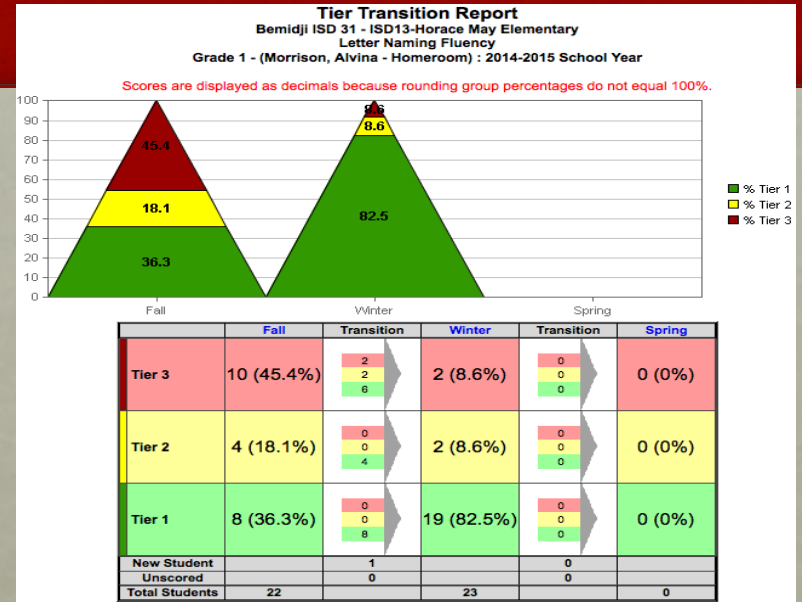 Tier Transition Report
Bemidji ISD 31 - ISD13-Horace May Elementary
Letter Naming Fluency
Grade 1 - (Morrison, Alvina - Homeroom) : 2014-2015 School Year
Scores are displayed as decimals because rounding group percentages do not equal 100%.
100
90
80
70
60
50
40
30
20
10
0
45.4
18.1
36.3
8.6
8.6
82.5
Fall
Winter
Spring
% Tier 1
% Tier 2
% Tier 3
Fall Transition Winter Transition Spring
Tier 3 10 (45.4%) 2 2 6 2 (8.6%) 0 0 0 0 (0%)
Tier 2 4 (18.1%) 0 0 4 2 (8.6%) 0 0 0 0 (0%)
Tier 1 8 (36.3%) 0 0 8 19 (82.5%) 0 0 0 0 (0%)
New Student 1 0
Unscored 0 0
Total Students 22 23 0